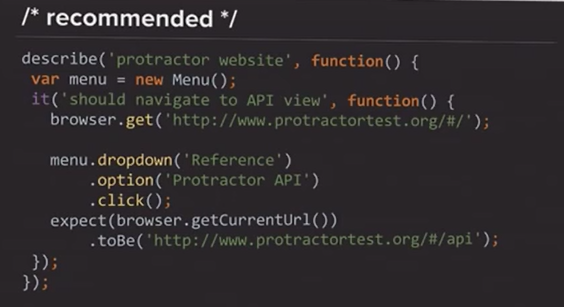 /* recommended */
describe('protractor website', function() {
var menu = new Menu();
it('should navigate to API view', function() {
browser.get('http://www.protractortest.org/#/');
menu.dropdown('Reference')
.option('Protractor API')
.click();
expect(browser.getCurrentUrl())
.toBe('http://www.protractortest.org/#/api');
});
});